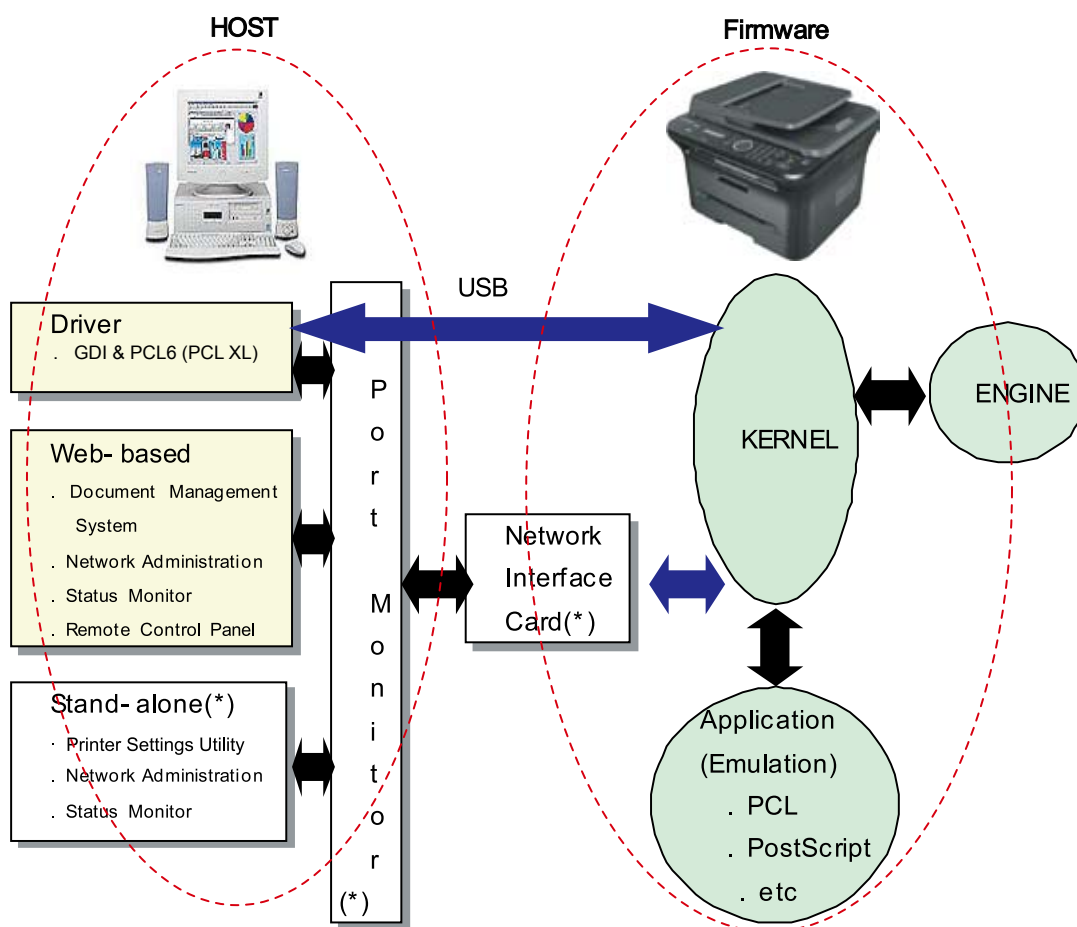 HOST
Firmware
USB
Driver
. GDI & PCL6 (PCL XL)
Web- based
. Document Management
System
. Network Administration
. Status Monitor
. Remote Control Panel
Stand- alone(*)
. Printer Settings Utility
. Network Administration
. Status Monitor
Port Monitor
(*)
Network
Interface
Card(*)
KERNEL
ENGINE
Application
(Emulation)
. PCL
. PostScript
. etc